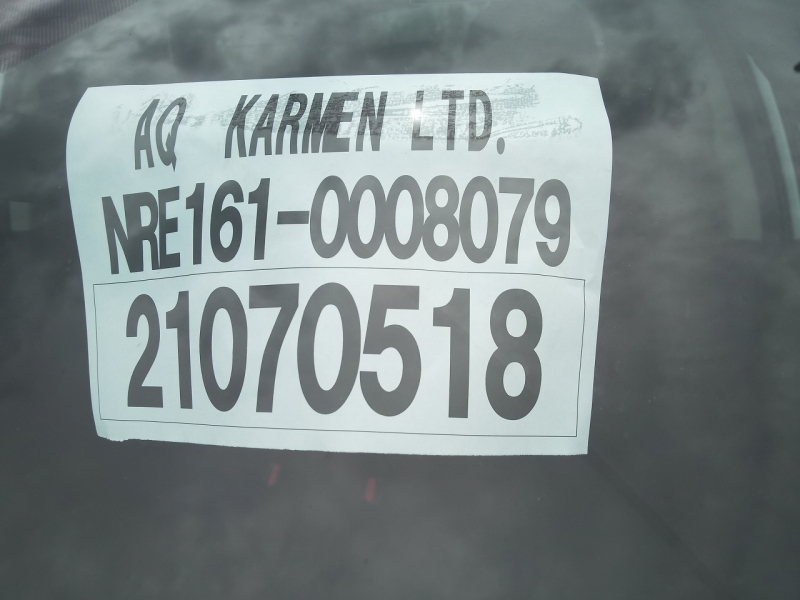 AQ KARMEN LTD.
NRE161-0008079
21070518